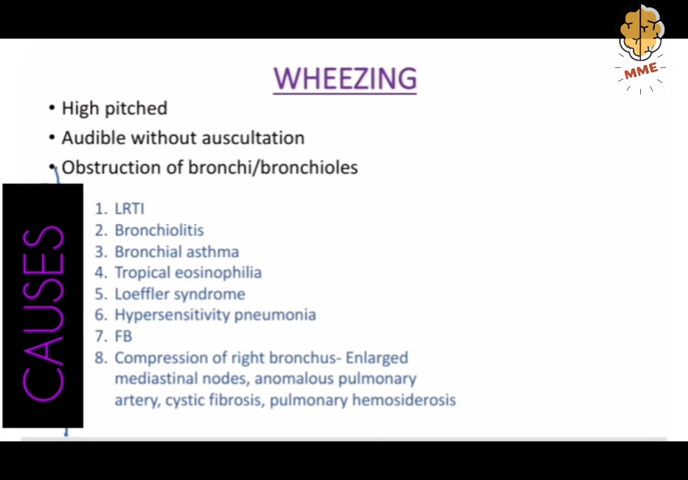 MME
WHEEZING
• High pitched
• Audible without auscultation
• Obstruction of bronchi/bronchioles
CAUSES
1. LRTI
2. Bronchiolitis
3. Bronchial asthma
4. Tropical eosinophilia
5. Loeffler syndrome
6. Hypersensitivity pneumonia
7. FB
8. Compression of right bronchus- Enlarged
mediastinal nodes, anomalous pulmonary
artery, cystic fibrosis, pulmonary hemosiderosis